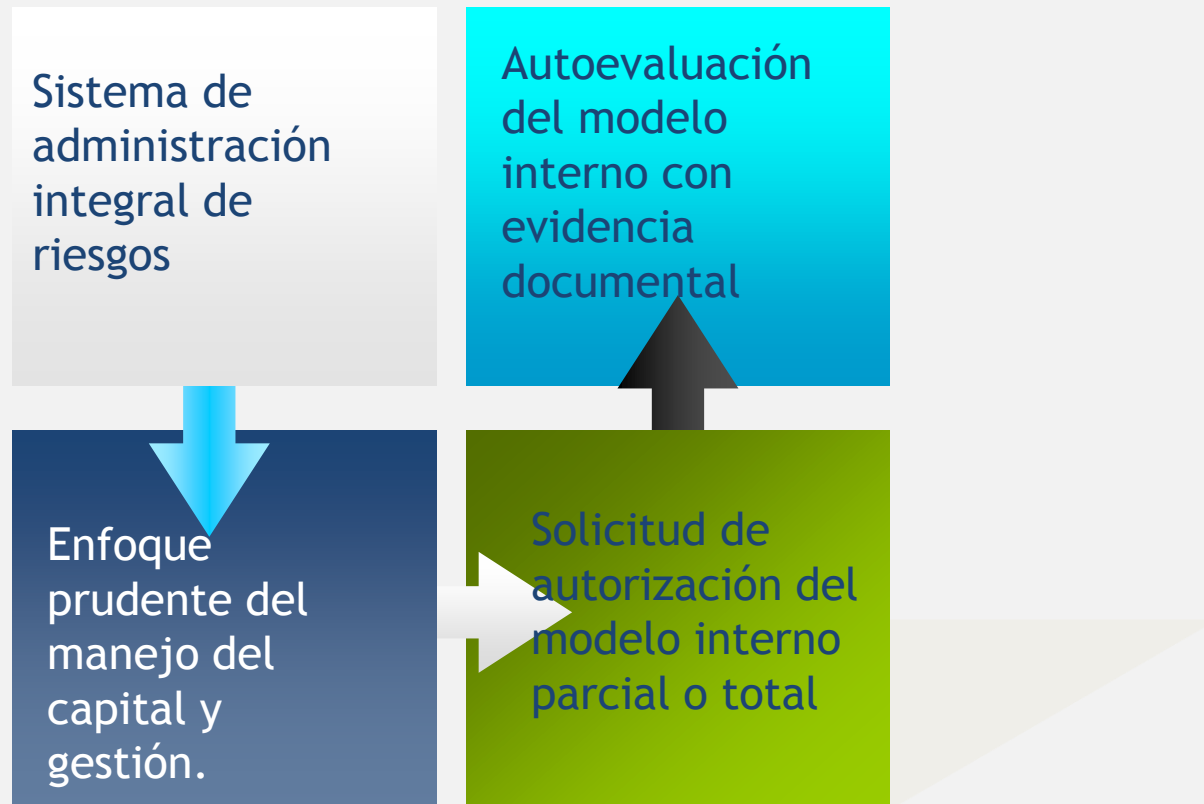 Sistema de
administración
integral de
riesgos
Enfoque
prudente del
manejo del
capital y
gestión.
Solicitud de
autorización del
modelo interno
parcial o total
Autoevaluación
del modelo
interno con
evidencia
documental